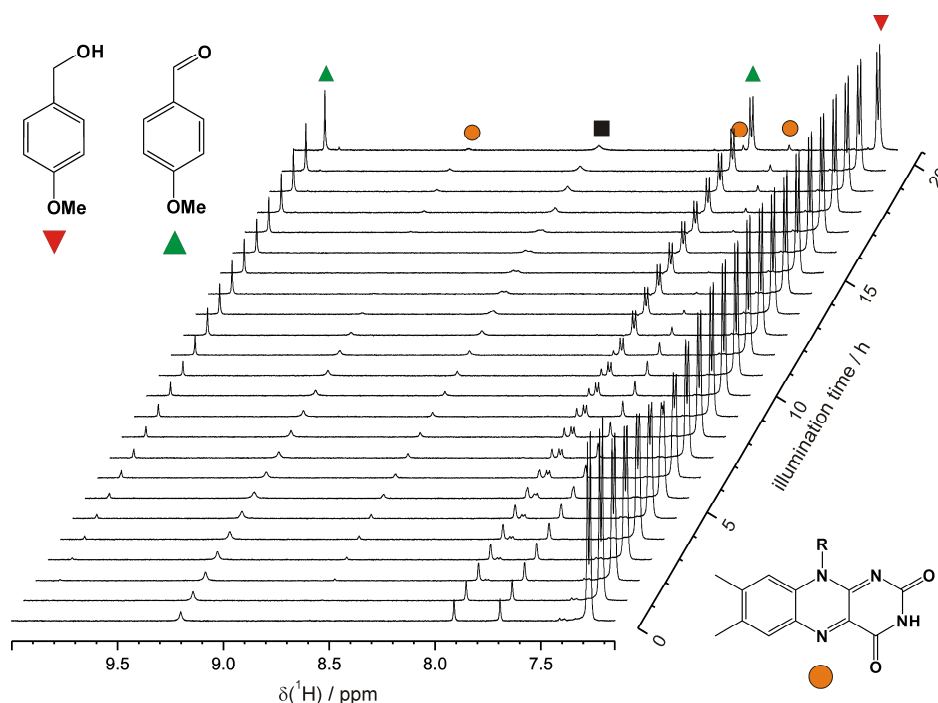 OH
O
OMe
OMe
20
15
10
5
0
illumination time / h
9.5
9.0
8.5
8.0
7.5
δ(¹H) / ppm
R
N
N
O
N
NH
O